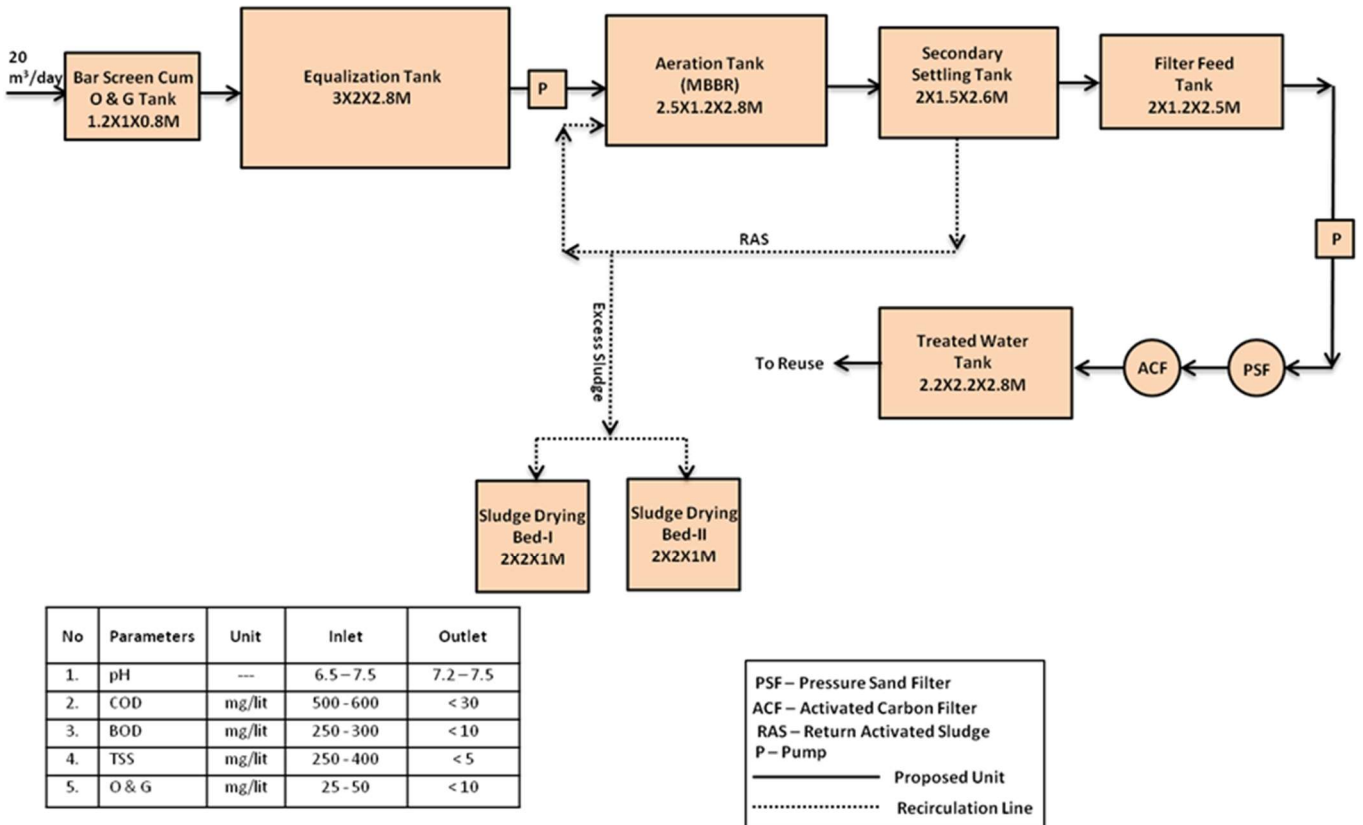 20
m³/day
Bar Screen Cum
O & G Tank
1.2X1X0.8M
Equalization Tank
3X2X2.8M
P
Aeration Tank
(MBBR)
2.5X1.2X2.8M
Secondary
Settling Tank
2X1.5X2.6M
Filter Feed
Tank
2X1.2X2.5M
RAS
P
Excess Sludge
To Reuse
Treated Water
Tank
2.2X2.2X2.8M
ACF
PSF
Sludge Drying
Bed-I
2X2X1M
Sludge Drying
Bed-II
2X2X1M
No Parameters Unit Inlet Outlet
1. pH --- 6.5–7.5 7.2–7.5
2. COD mg/lit 500-600 <30
3. BOD mg/lit 250-300 <10
4. TSS mg/lit 250-400 <5
5. O & G mg/lit 25-50 <10
PSF– Pressure Sand Filter
ACF– Activated Carbon Filter
RAS – Return Activated Sludge
P – Pump
Proposed Unit
Recirculation Line